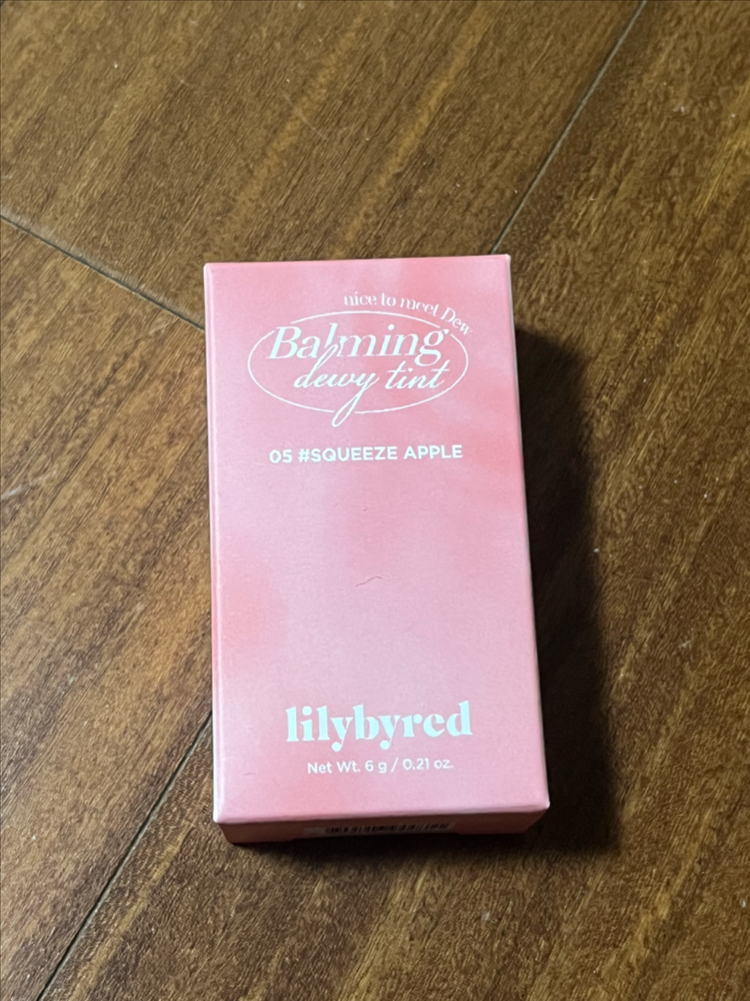 nice to meet Dew
Balming
dewy tint
05 #SQUEEZE APPLE
lilybyred
Net Wt. 6 g / 0.21 oz.